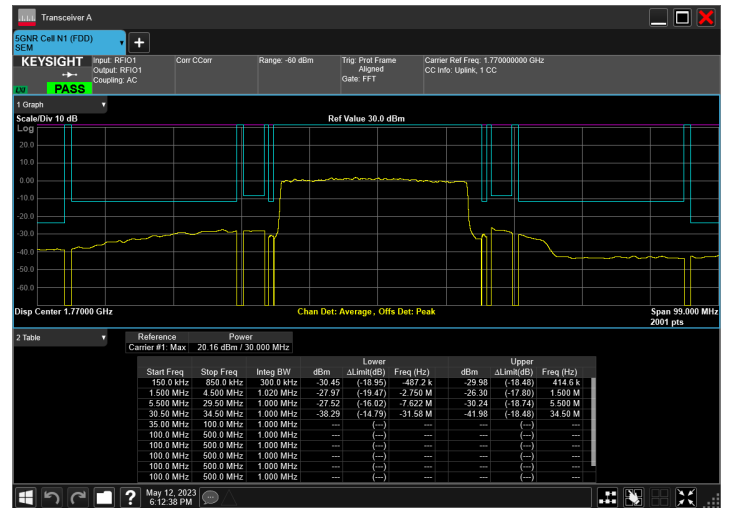 Transceiver A
5GNR Cell N1 (FDD)
SEM
KEYSIGHT
LXI
PASS
Input: RFIO1
Output: RFIO1
Coupling: AC
Corr CCorr
Range: -60 dBm
Trig: Prot Frame
Aligned
Gate: FFT
Carrier Ref Freq: 1.770000000 GHz
CC Info: Uplink, 1 CC
1 Graph
Scale/Div 10 dB
Ref Value 30.0 dBm
Log
20.0
10.0
0.00
-10.0
-20.0
-30.0
-40.0
-50.0
-60.0
Disp Center 1.77000 GHz
Chan Det: Average, Offs Det: Peak
Span 99.000 MHz
2001 pts
2 Table
Reference Power
Carrier #1: Max 20.16 dBm / 30.000 MHz
Lower Upper
Start Freq Stop Freq Integ BW dBm ΔLimit(dB) Freq (Hz) dBm ΔLimit(dB) Freq (Hz)
150.0 kHz 850.0 kHz 300.0 kHz -30.45 (-18.95) -487.2 k -29.98 (-18.48) 414.6 k
1.500 MHz 4.500 MHz 1.020 MHz -27.97 (-19.47) -2.750 M -26.30 (-17.80) 1.500 M
5.500 MHz 29.50 MHz 1.000 MHz -27.52 (-16.02) -7.622 M -30.24 (-18.74) 5.500 M
30.50 MHz 34.50 MHz 1.000 MHz -38.29 (-14.79) -31.58 M -41.98 (-18.48) 34.50 M
35.00 MHz 100.0 MHz 1.000 MHz --- (---) --- --- (---) ---
100.0 MHz 500.0 MHz 1.000 MHz --- (---) --- --- (---) ---
100.0 MHz 500.0 MHz 1.000 MHz --- (---) --- --- (---) ---
100.0 MHz 500.0 MHz 1.000 MHz --- (---) --- --- (---) ---
100.0 MHz 500.0 MHz 1.000 MHz --- (---) --- --- (---) ---
100.0 MHz 500.0 MHz 1.000 MHz --- (---) --- --- (---) ---
?
May 12, 2023
6:12:38 PM